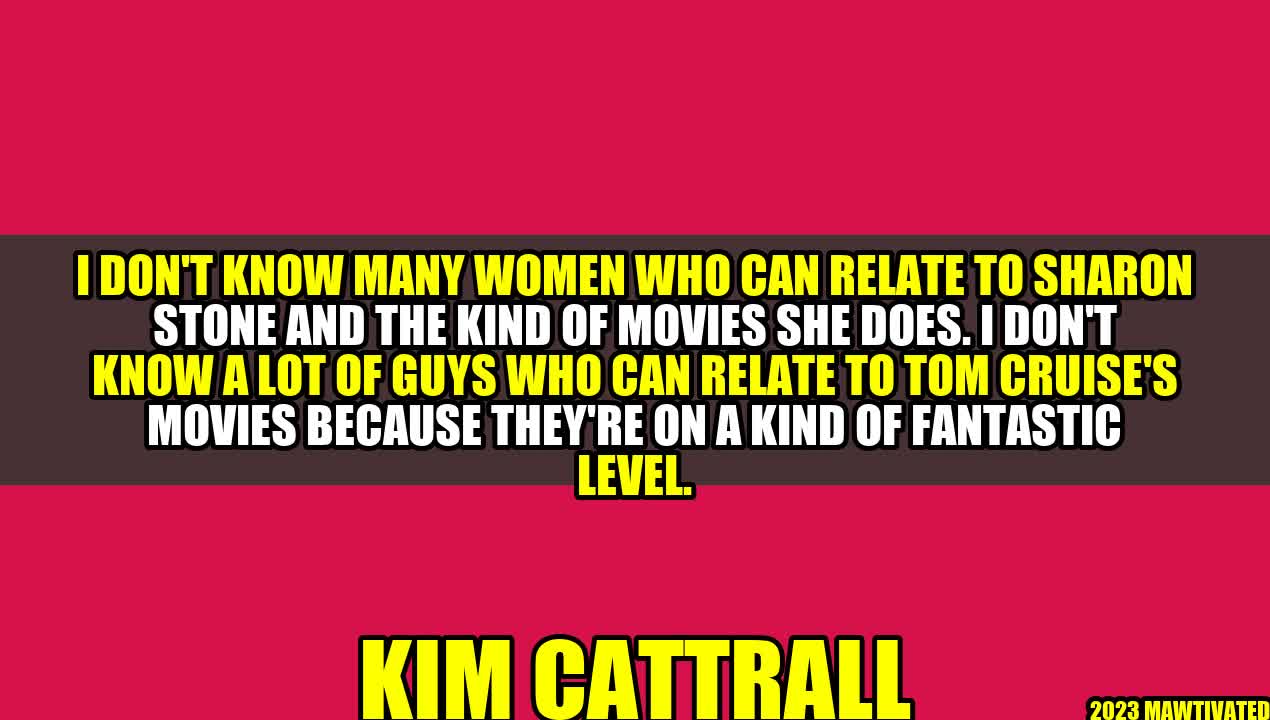 I DON'T KNOW MANY WOMEN WHO CAN RELATE TO SHARON
STONE AND THE KIND OF MOVIES SHE DOES. I DON'T
KNOW A LOT OF GUYS WHO CAN RELATE TO TOM CRUISE'S
MOVIES BECAUSE THEY'RE ON A KIND OF FANTASTIC
LEVEL.
KIM CATTRALL
2023 MAWTIVATED